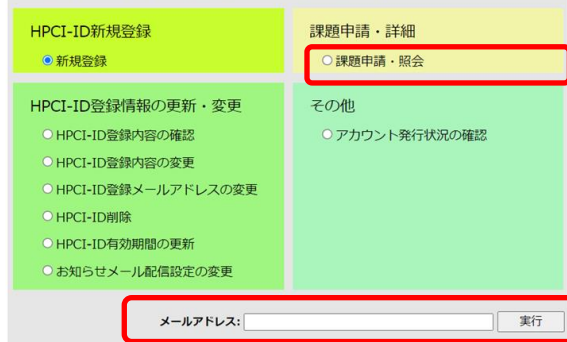 HPCI-ID新規登録
新規登録
課題申請・詳細
課題申請・照会
HPCI-ID登録情報の更新・変更
HPCI-ID登録内容の確認
HPCI-ID登録内容の変更
HPCI-ID登録メールアドレスの変更
HPCI-ID削除
HPCI-ID有効期間の更新
お知らせメール配信設定の変更
その他
アカウント発行状況の確認
メールアドレス:
実行